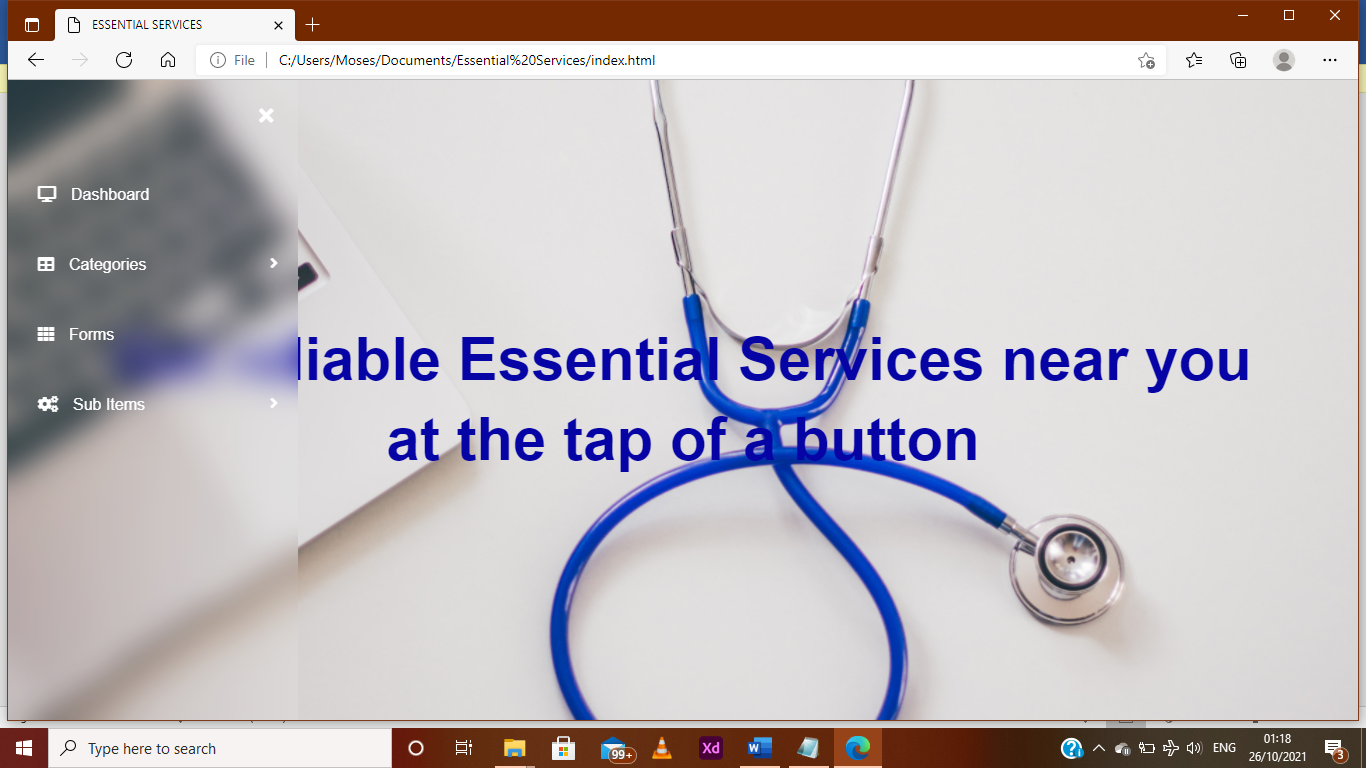 ESSENTIAL SERVICES
File
C:/Users/Moses/Documents/Essential%20Services/index.html
Dashboard
Categories
Forms
Sub Items
liable Essential Services near you
at the tap of a button
Type here to search
99+
Xd
W
ENG
01:18
26/10/2021
3